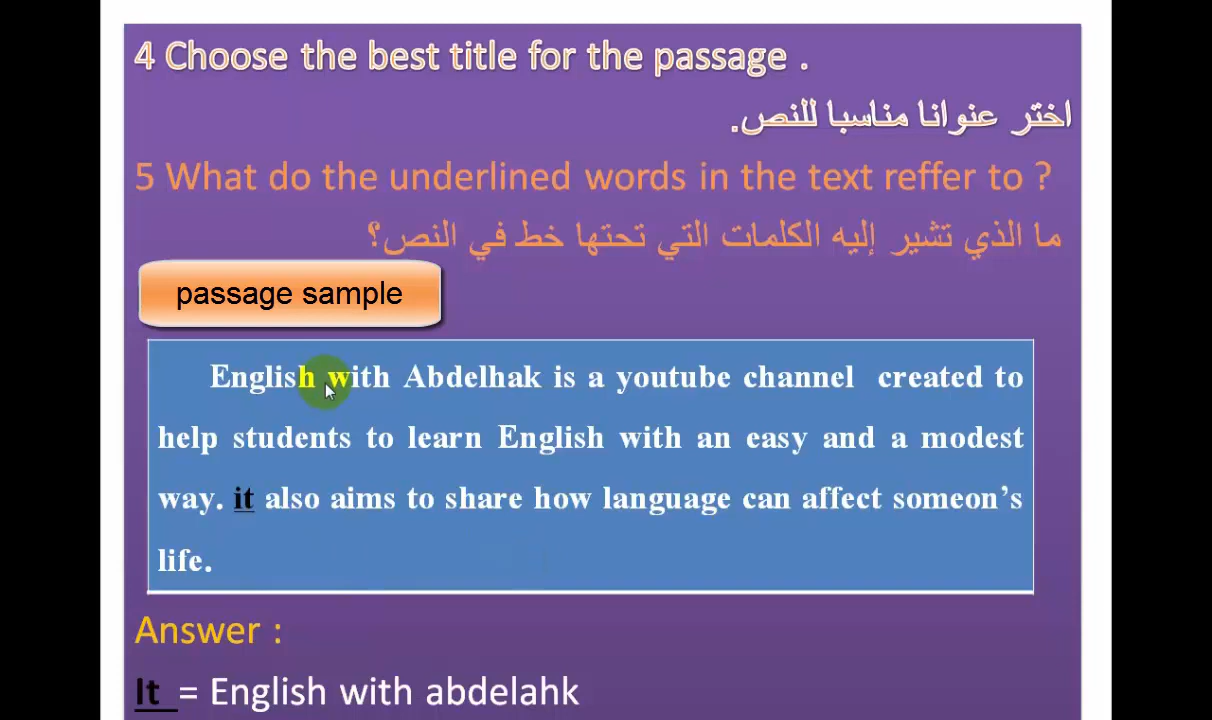 4 Choose the best title for the passage .
اختر عنوانا مناسبا للنص.
5 What do the underlined words in the text reffer to ?
ما الذي تشير إليه الكلمات التي تحتها خط في النص؟
passage sample
English with Abdelhak is a youtube channel created to
help students to learn English with an easy and a modest
way. it also aims to share how language can affect someon’s
life.
Answer :
It = English with abdelahk